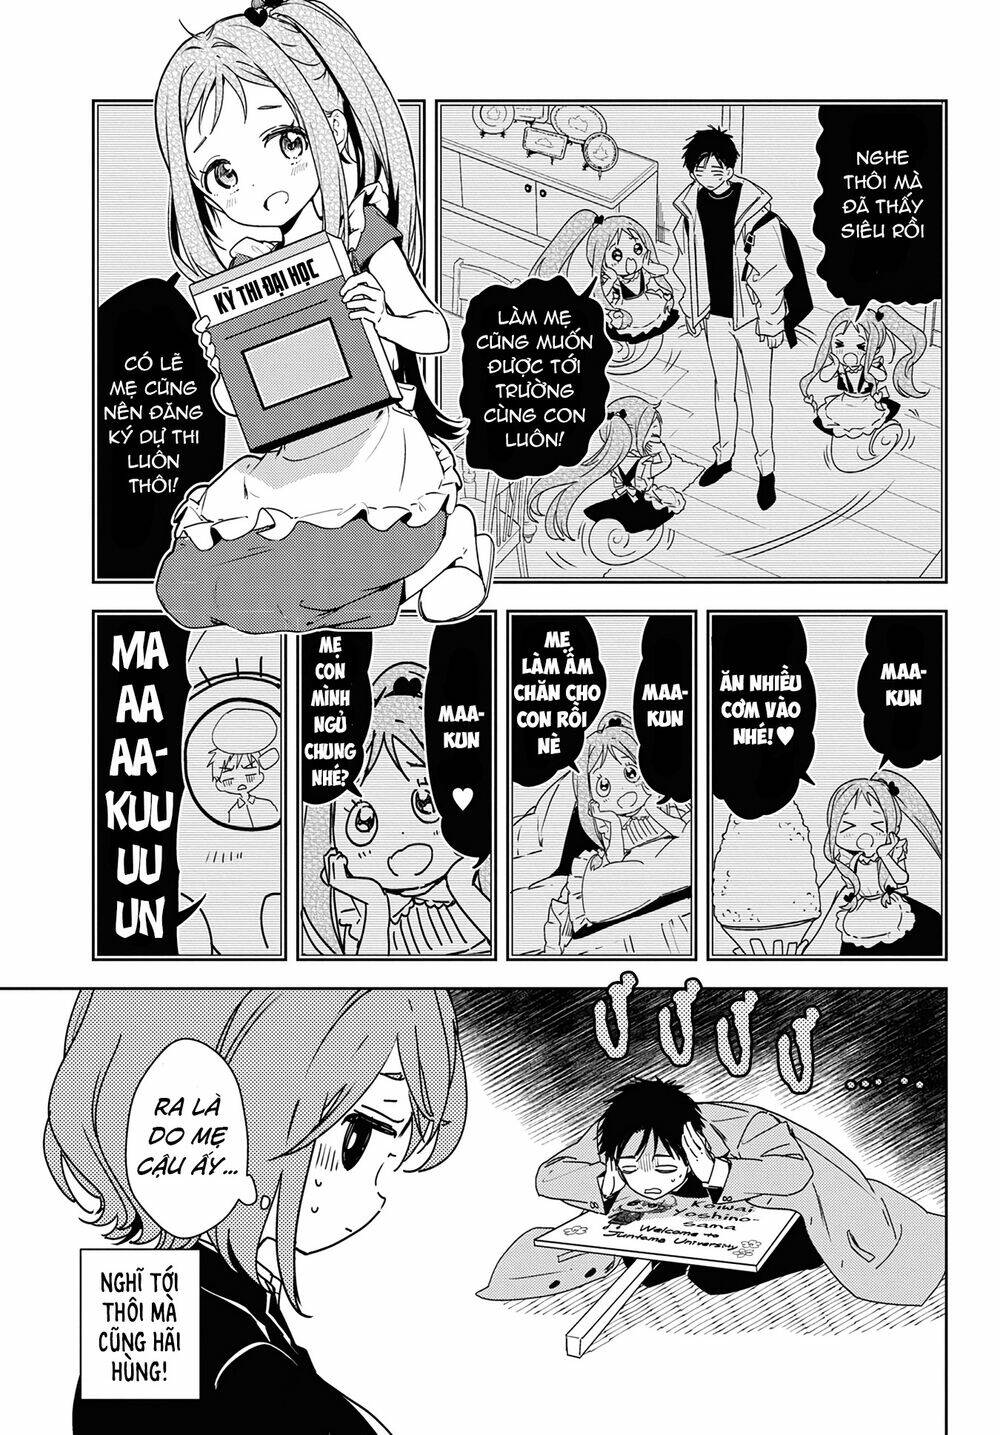 NGHE
THÔI MÀ
ĐÃ THẤY
SIÊU RỒI
LÀM MẸ
CŨNG MUỐN
ĐƯỢC TỚI
TRƯỜNG
CÙNG CON
LUÔN!
KỲ THI ĐẠI HỌC
CÓ LẼ
MẸ CŨNG
NÊN ĐĂNG
KÝ DỰ THI
LUÔN
THÔI!
MAA-
KUN
ĂN NHIỀU
CƠM VÀO
NHÉ! ♥
MAA-
KUN
MẸ
LÀM ẤM
CHĂN CHO
CON RỒI
NÈ
MAA-
KUN
♥
MẸ
CON
MÌNH
NGỦ
CHUNG
NHÉ?
MA
AA
AA-
KUU
UU
UN
Ư Ư Ư Ư ......
Koiwai
Yoshino-
sama
Welcome to
Juntama University
RA LÀ
DO MẸ
CẬU ẤY...
NGHĨ TỚI
THÔI MÀ
CŨNG HÃI
HÙNG!